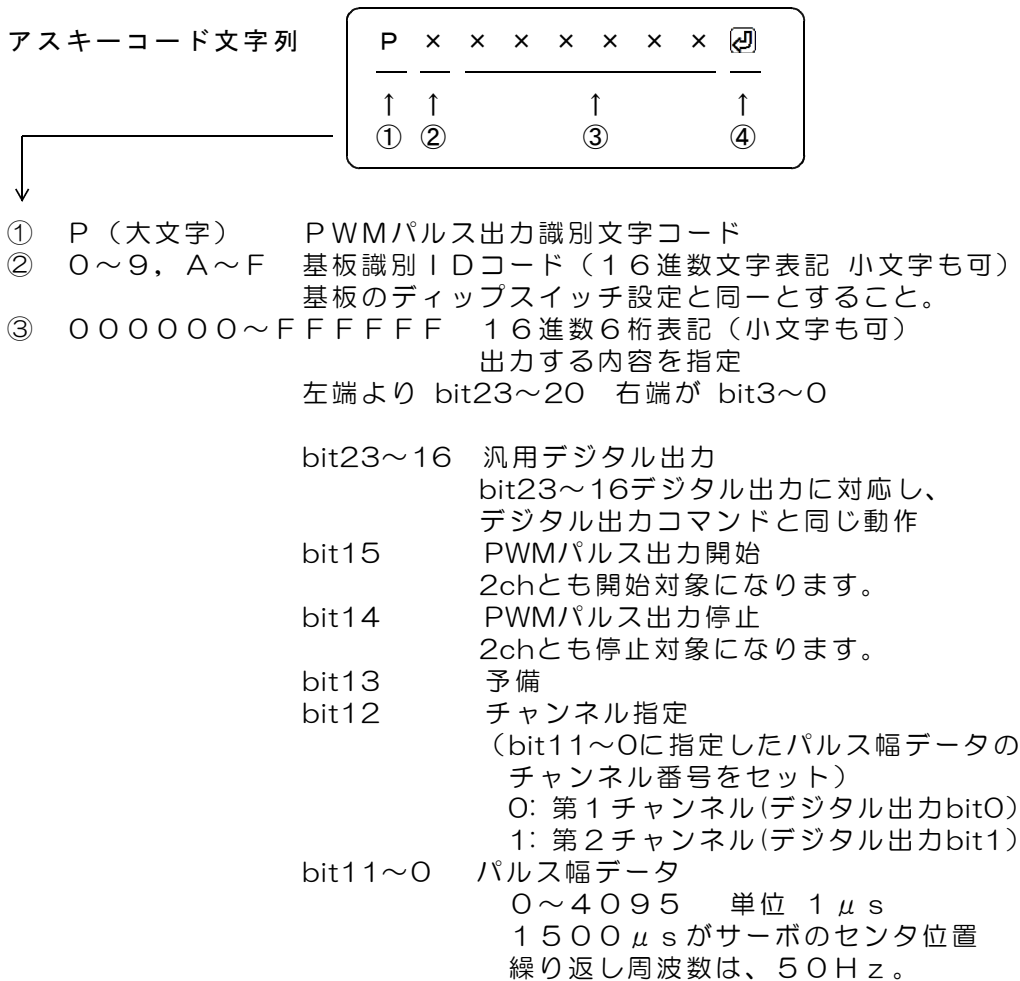 アスキーコード文字列　P × × × × × × × ⏎
↑ ↑ ↑ ↑
① ② ③ ④
① P（大文字） PWMパルス出力識別文字コード
② 0～9, A～F 基板識別IDコード（16進数文字表記 小文字も可）
基板のディップスイッチ設定と同一とすること。
③ 000000～FFFFFF 16進数6桁表記（小文字も可）
出力する内容を指定
左端より bit23～20 右端が bit3～0
bit23～16 汎用デジタル出力
bit23～16デジタル出力に対応し、
デジタル出力コマンドと同じ動作
bit15 PWMパルス出力開始
2chとも開始対象になります。
bit14 PWMパルス出力停止
2chとも停止対象になります。
bit13 予備
bit12 チャンネル指定
（bit11～0に指定したパルス幅データの
チャンネル番号をセット）
0: 第1チャンネル(デジタル出力bit0)
1: 第2チャンネル(デジタル出力bit1)
bit11～0 パルス幅データ
0～4095 単位 1μs
1500μsがサーボのセンタ位置
繰り返し周波数は、50Hz。